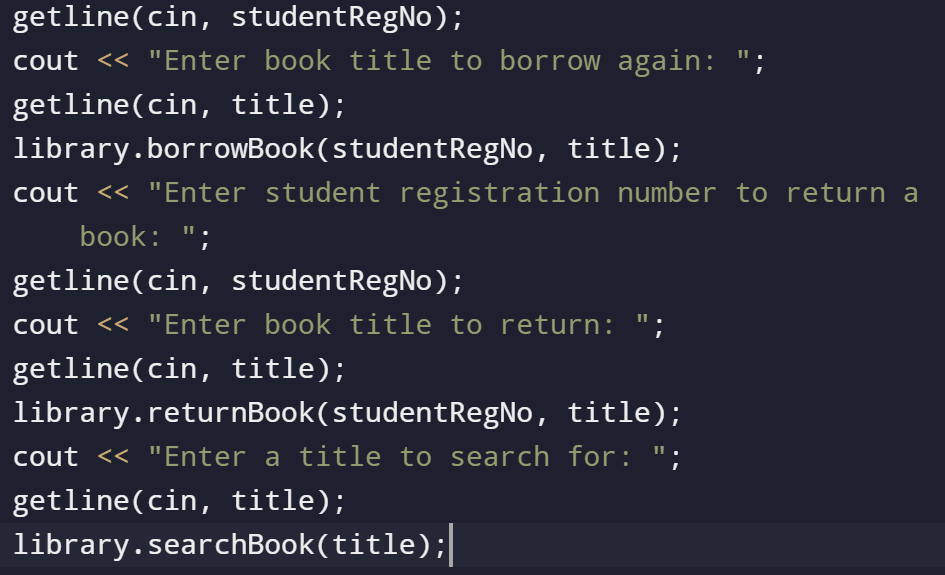 getline(cin, studentRegNo);
cout << "Enter book title to borrow again: ";
getline(cin, title);
library.borrowBook(studentRegNo, title);
cout << "Enter student registration number to return a
book: ";
getline(cin, studentRegNo);
cout << "Enter book title to return: ";
getline(cin, title);
library.returnBook(studentRegNo, title);
cout << "Enter a title to search for: ";
getline(cin, title);
library.searchBook(title);